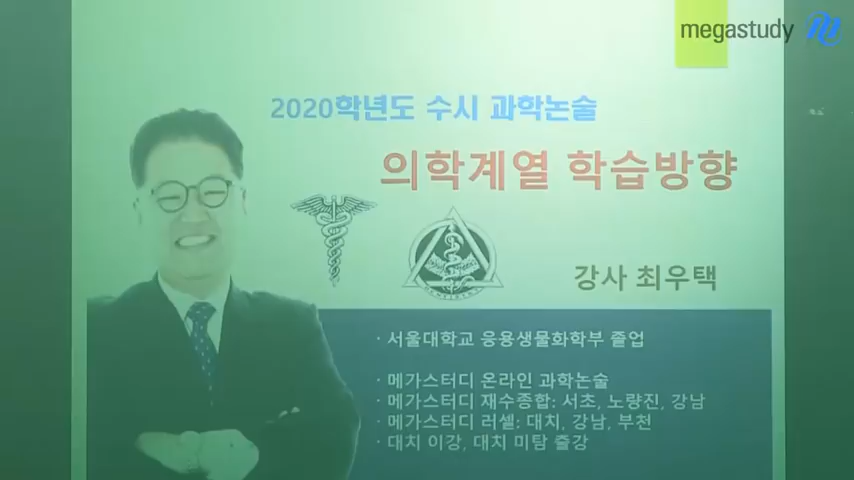 megastudy
2020학년도 수시 과학논술
의학계열 학습방향
강사 최우택
· 서울대학교 응용생물화학부 졸업
· 메가스터디 온라인 과학논술
· 메가스터디 재수종합: 서초, 노량진, 강남
· 메가스터디 러셀: 대치, 강남, 부천
· 대치 이강, 대치 미탐 출강